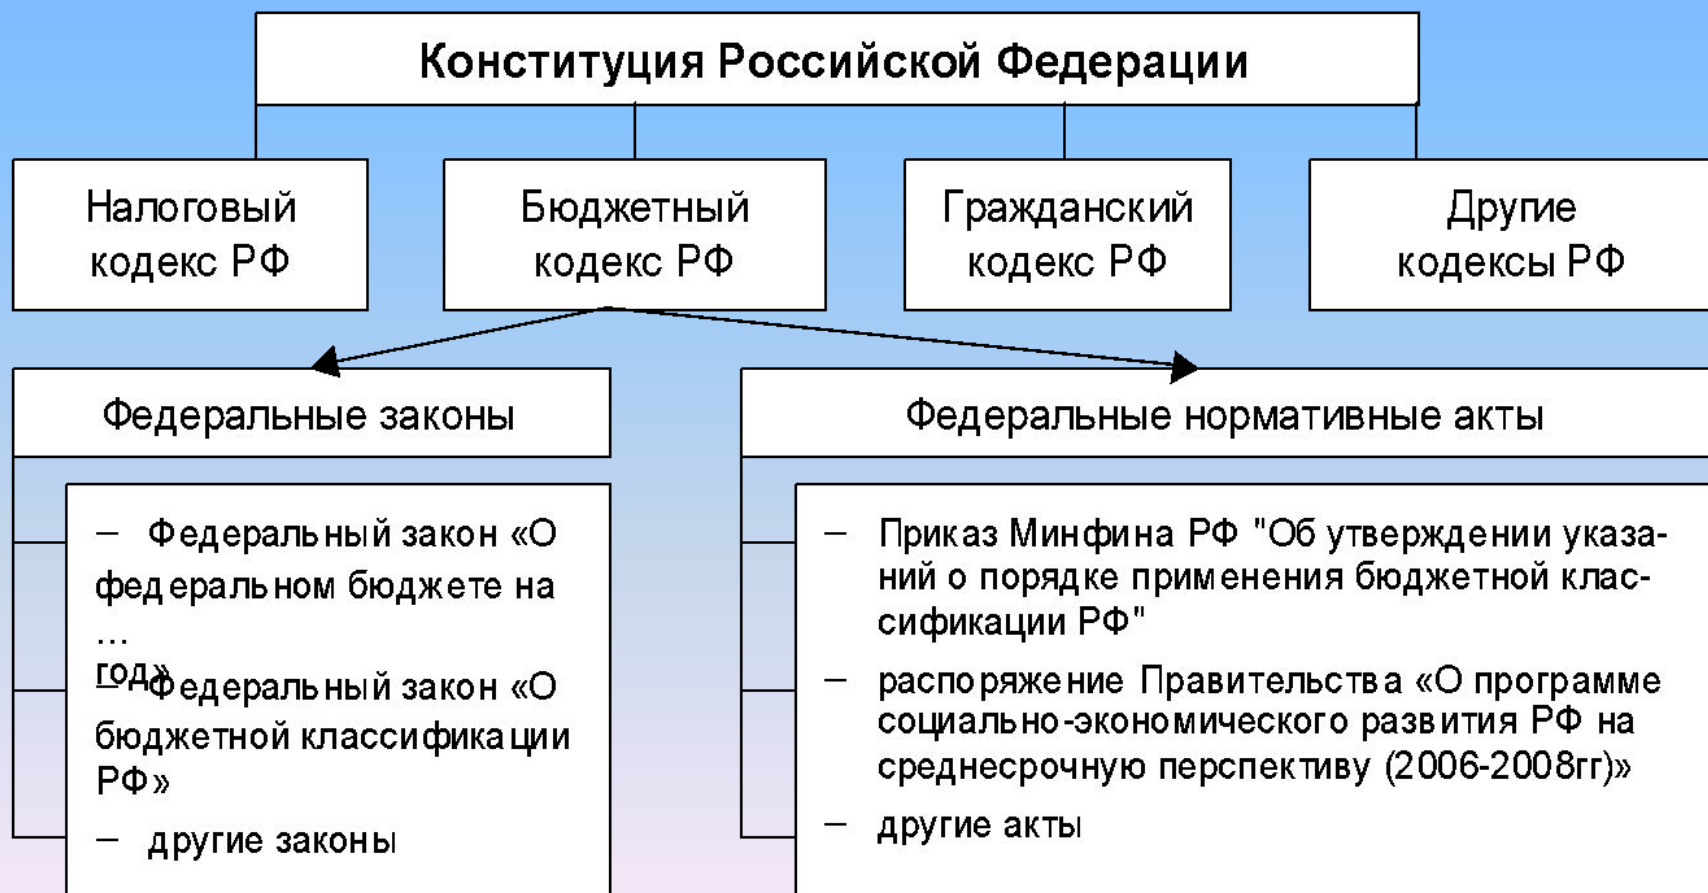 Конституция Российской Федерации
Налоговый
кодекс РФ
Бюджетный
кодекс РФ
Гражданский
кодекс РФ
Другие
кодексы РФ
Федеральные законы
– Федеральный закон «О
федеральном бюджете на
...
год»
– Федеральный закон «О
бюджетной классификации
РФ»
– другие законы
Федеральные нормативные акты
– Приказ Минфина РФ "Об утверждении указа-
ний о порядке применения бюджетной клас-
сификации РФ"
– распоряжение Правительства «О программе
социально-экономического развития РФ на
среднесрочную перспективу (2006-2008гг)»
– другие акты